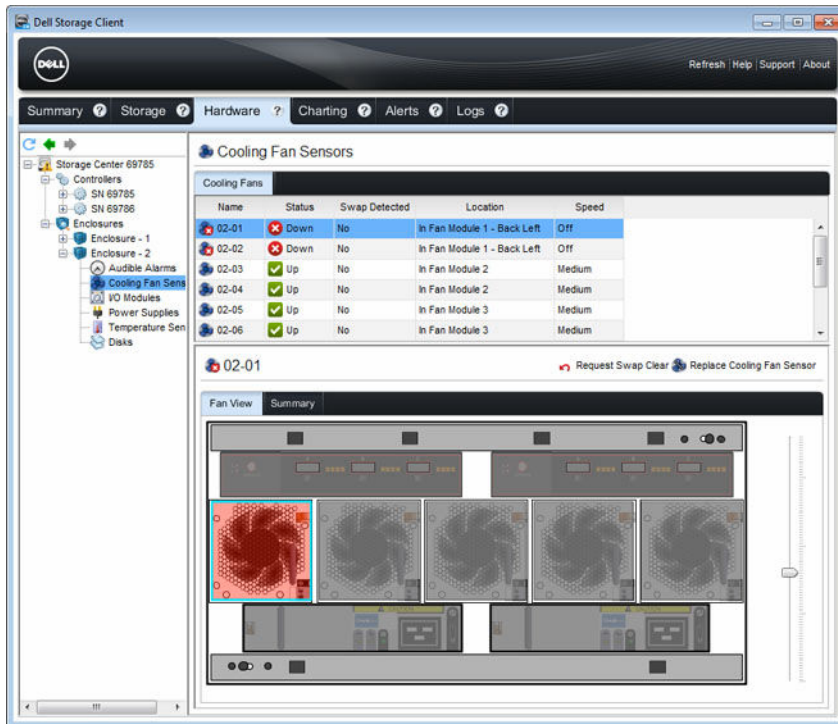 Dell Storage Client
DELL
Refresh | Help | Support | About
Summary ? Storage ? Hardware ? Charting ? Alerts ? Logs ?
Storage Center 69785
Controllers
SN 69785
SN 69786
Enclosures
Enclosure - 1
Enclosure - 2
Audible Alarms
Cooling Fan Sens
I/O Modules
Power Supplies
Temperature Sen
Disks
Cooling Fan Sensors
Cooling Fans
Name Status Swap Detected Location Speed
02-01 Down No In Fan Module 1 - Back Left Off
02-02 Down No In Fan Module 1 - Back Left Off
02-03 Up No In Fan Module 2 Medium
02-04 Up No In Fan Module 2 Medium
02-05 Up No In Fan Module 3 Medium
02-06 Up No In Fan Module 3 Medium
02-01
Request Swap Clear Replace Cooling Fan Sensor
Fan View Summary